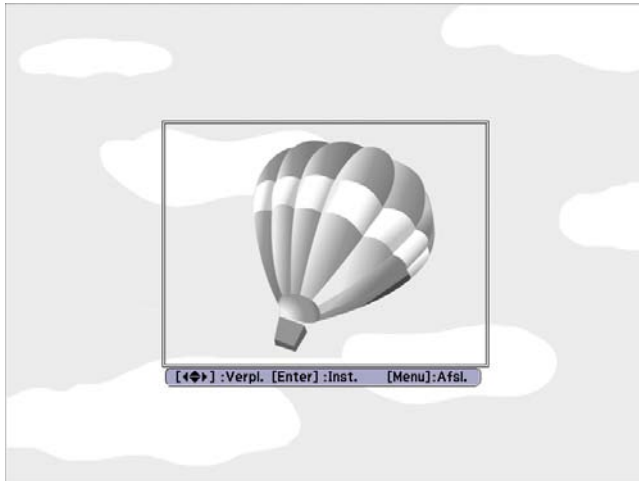 [◀◆▶] :Verpl. [Enter] :Inst. [Menu]:Afsl.